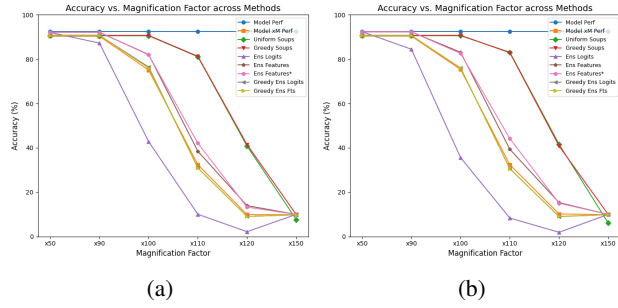 Accuracy vs. Magnification Factor across Methods
100
80
60
40
20
0
Accuracy (%)
x50
x90
x100
x110
x120
x150
Magnification Factor
Model Perf
Model xM Perf
Uniform Soups
Greedy Soups
Ens Logits
Ens Features
Ens Features*
Greedy Ens Logits
Greedy Ens Fts
(a)
Accuracy vs. Magnification Factor across Methods
100
80
60
40
20
0
Accuracy (%)
x50
x90
x100
x110
x120
x150
Magnification Factor
Model Perf
Model xM Perf
Uniform Soups
Greedy Soups
Ens Logits
Ens Features
Ens Features*
Greedy Ens Logits
Greedy Ens Fts
(b)